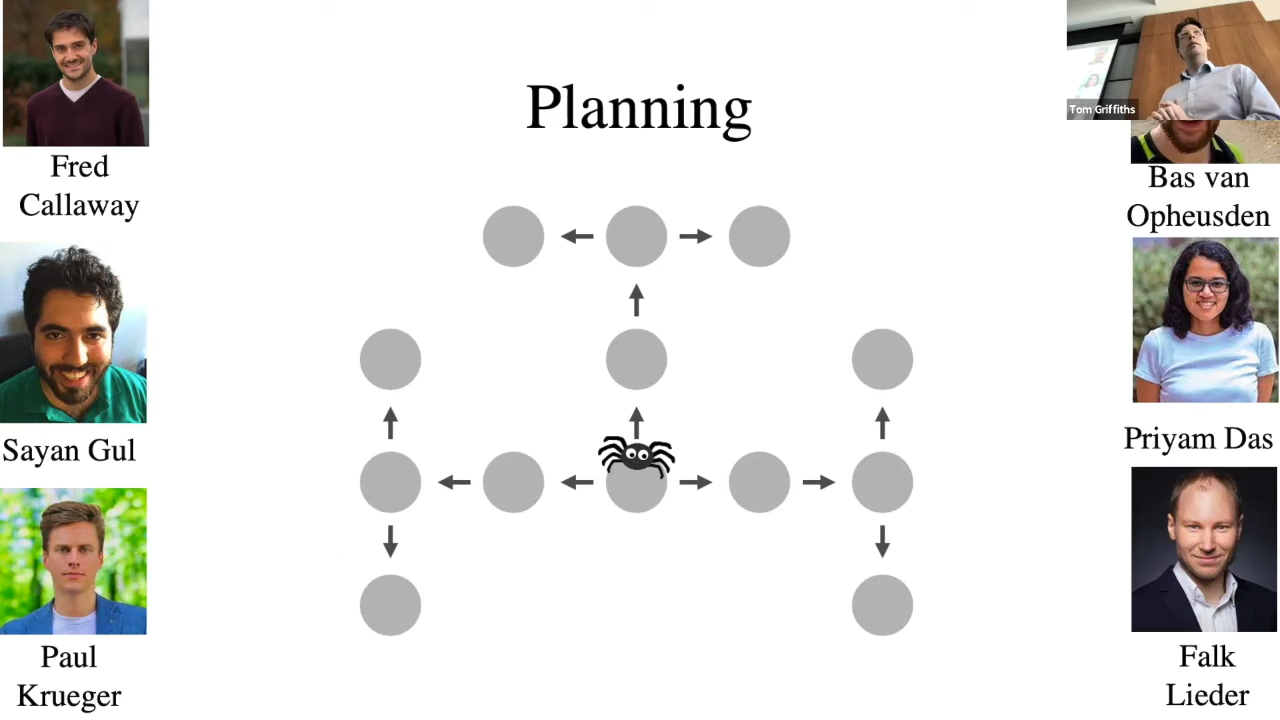 Planning
Fred
Callaway
Sayan Gul
Paul
Krueger
Tom Griffiths
Bas van
Opheusden
Priyam Das
Falk
Lieder